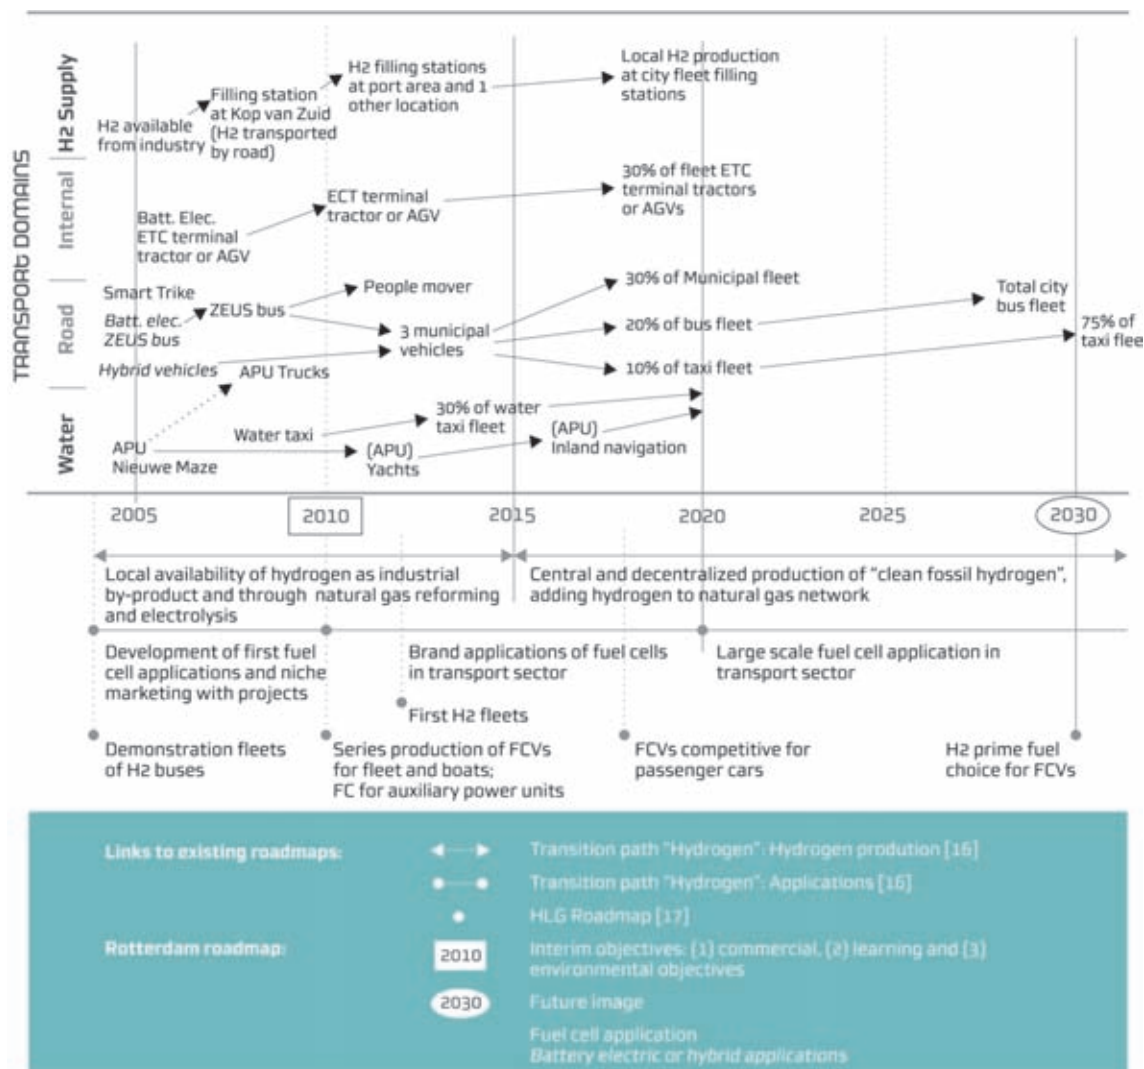 TRANSPORT DOMAINS
H2 Supply
H2 available
from industry
Filling station
at Kop van Zuid
(H2 transported
by road)
H2 filling stations
at port area and 1
other location
Local H2 production
at city fleet filling
stations
Internal
Batt. Elec.
ETC terminal
tractor or AGV
ECT terminal
tractor or AGV
30% of fleet ETC
terminal tractors
or AGVs
Road
Smart Trike
Batt. elec.
ZEUS bus
Hybrid vehicles
ZEUS bus
APU Trucks
People mover
3 municipal
vehicles
30% of Municipal fleet
20% of bus fleet
10% of taxi fleet
Total city
bus fleet
75% of
taxi flee
Water
APU
Nieuwe Maze
Water taxi
30% of water
taxi fleet
(APU)
Yachts
(APU)
Inland navigation
2005
2010
2015
2020
2025
2030
Local availability of hydrogen as industrial
by-product and through natural gas reforming
and electrolysis
Central and decentralized production of “clean fossil hydrogen”,
adding hydrogen to natural gas network
Development of first fuel
cell applications and niche
marketing with projects
Brand applications of fuel cells
in transport sector
Large scale fuel cell application in
transport sector
First H2 fleets
Demonstration fleets
of H2 buses
Series production of FCVs
for fleet and boats;
FC for auxiliary power units
FCVs competitive for
passenger cars
H2 prime fuel
choice for FCVs
Links to existing roadmaps:
Transition path "Hydrogen": Hydrogen prodution [16]
Transition path "Hydrogen": Applications [16]
HLG Roadmap [17]
Rotterdam roadmap:
2010
Interim objectives: (1) commercial, (2) learning and (3)
environmental objectives
2030
Future image
Fuel cell application
Battery electric or hybrid applications